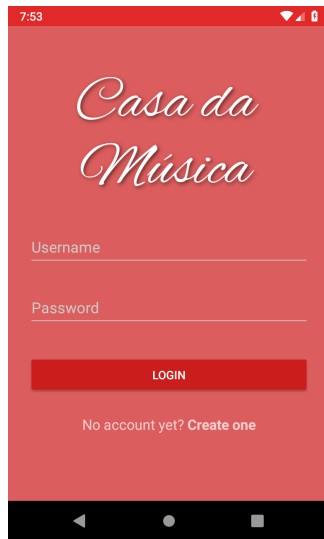 7:53
Casa da
Música
Username
Password
LOGIN
No account yet? Create one